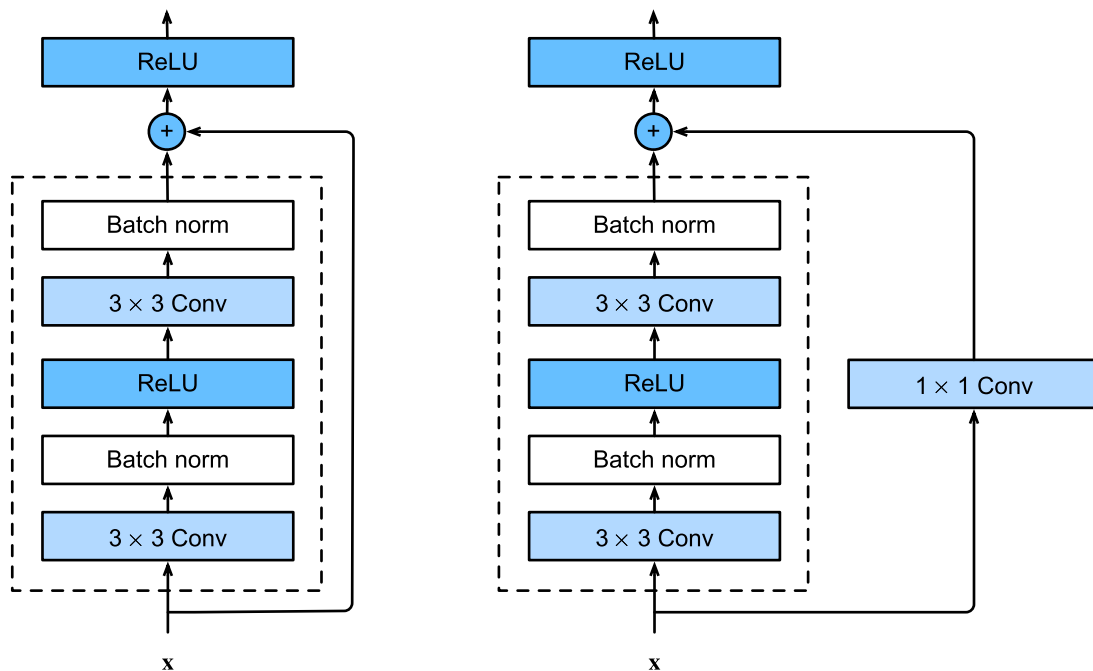 ReLU
+
Batch norm
3 × 3 Conv
ReLU
Batch norm
3 × 3 Conv
x
ReLU
+
Batch norm
3 × 3 Conv
ReLU
Batch norm
3 × 3 Conv
x
1 × 1 Conv